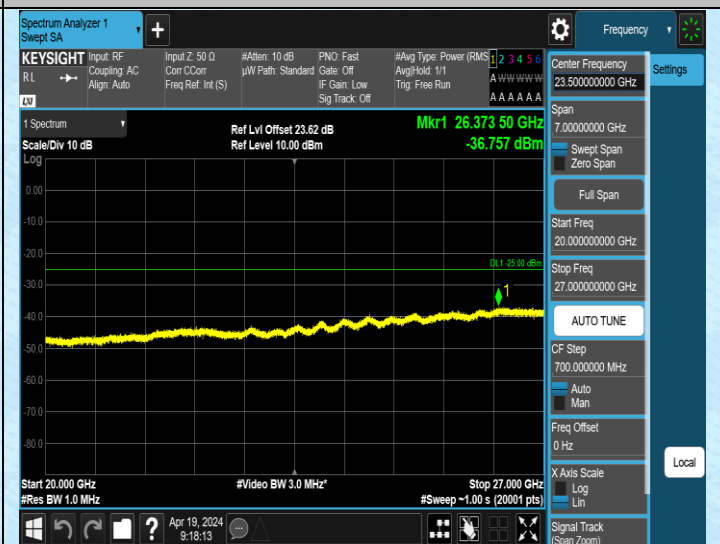 Spectrum Analyzer 1
Swept SA
Frequency
KEYSIGHT
RL
LXI
Input: RF
Coupling: AC
Align: Auto
Input Z: 50 Ω
Corr CCorr
Freq Ref: Int (S)
#Atten: 10 dB
µW Path: Standard
PNO: Fast
Gate: Off
IF Gain: Low
Sig Track: Off
#Avg Type: Power (RMS
Avg|Hold: 1/1
Trig: Free Run
1 2 3 4 5 6
A W W W W W
A A A A A A
1 Spectrum
Scale/Div 10 dB
Log
Ref Lvl Offset 23.62 dB
Ref Level 10.00 dBm
Mkr1 26.373 50 GHz
-36.757 dBm
0.00
-10.0
-20.0
-30.0
-40.0
-50.0
-60.0
-70.0
-80.0
DL1 -25.00 dBm
1
Start 20.000 GHz
#Res BW 1.0 MHz
#Video BW 3.0 MHz*
Stop 27.000 GHz
#Sweep ~1.00 s (20001 pts)
Center Frequency
23.500000000 GHz
Settings
Span
7.00000000 GHz
Swept Span
Zero Span
Full Span
Start Freq
20.000000000 GHz
Stop Freq
27.000000000 GHz
AUTO TUNE
CF Step
700.000000 MHz
Auto
Man
Freq Offset
0 Hz
X Axis Scale
Log
Lin
Signal Track
(Span Zoom)
Local
?
Apr 19, 2024
9:18:13